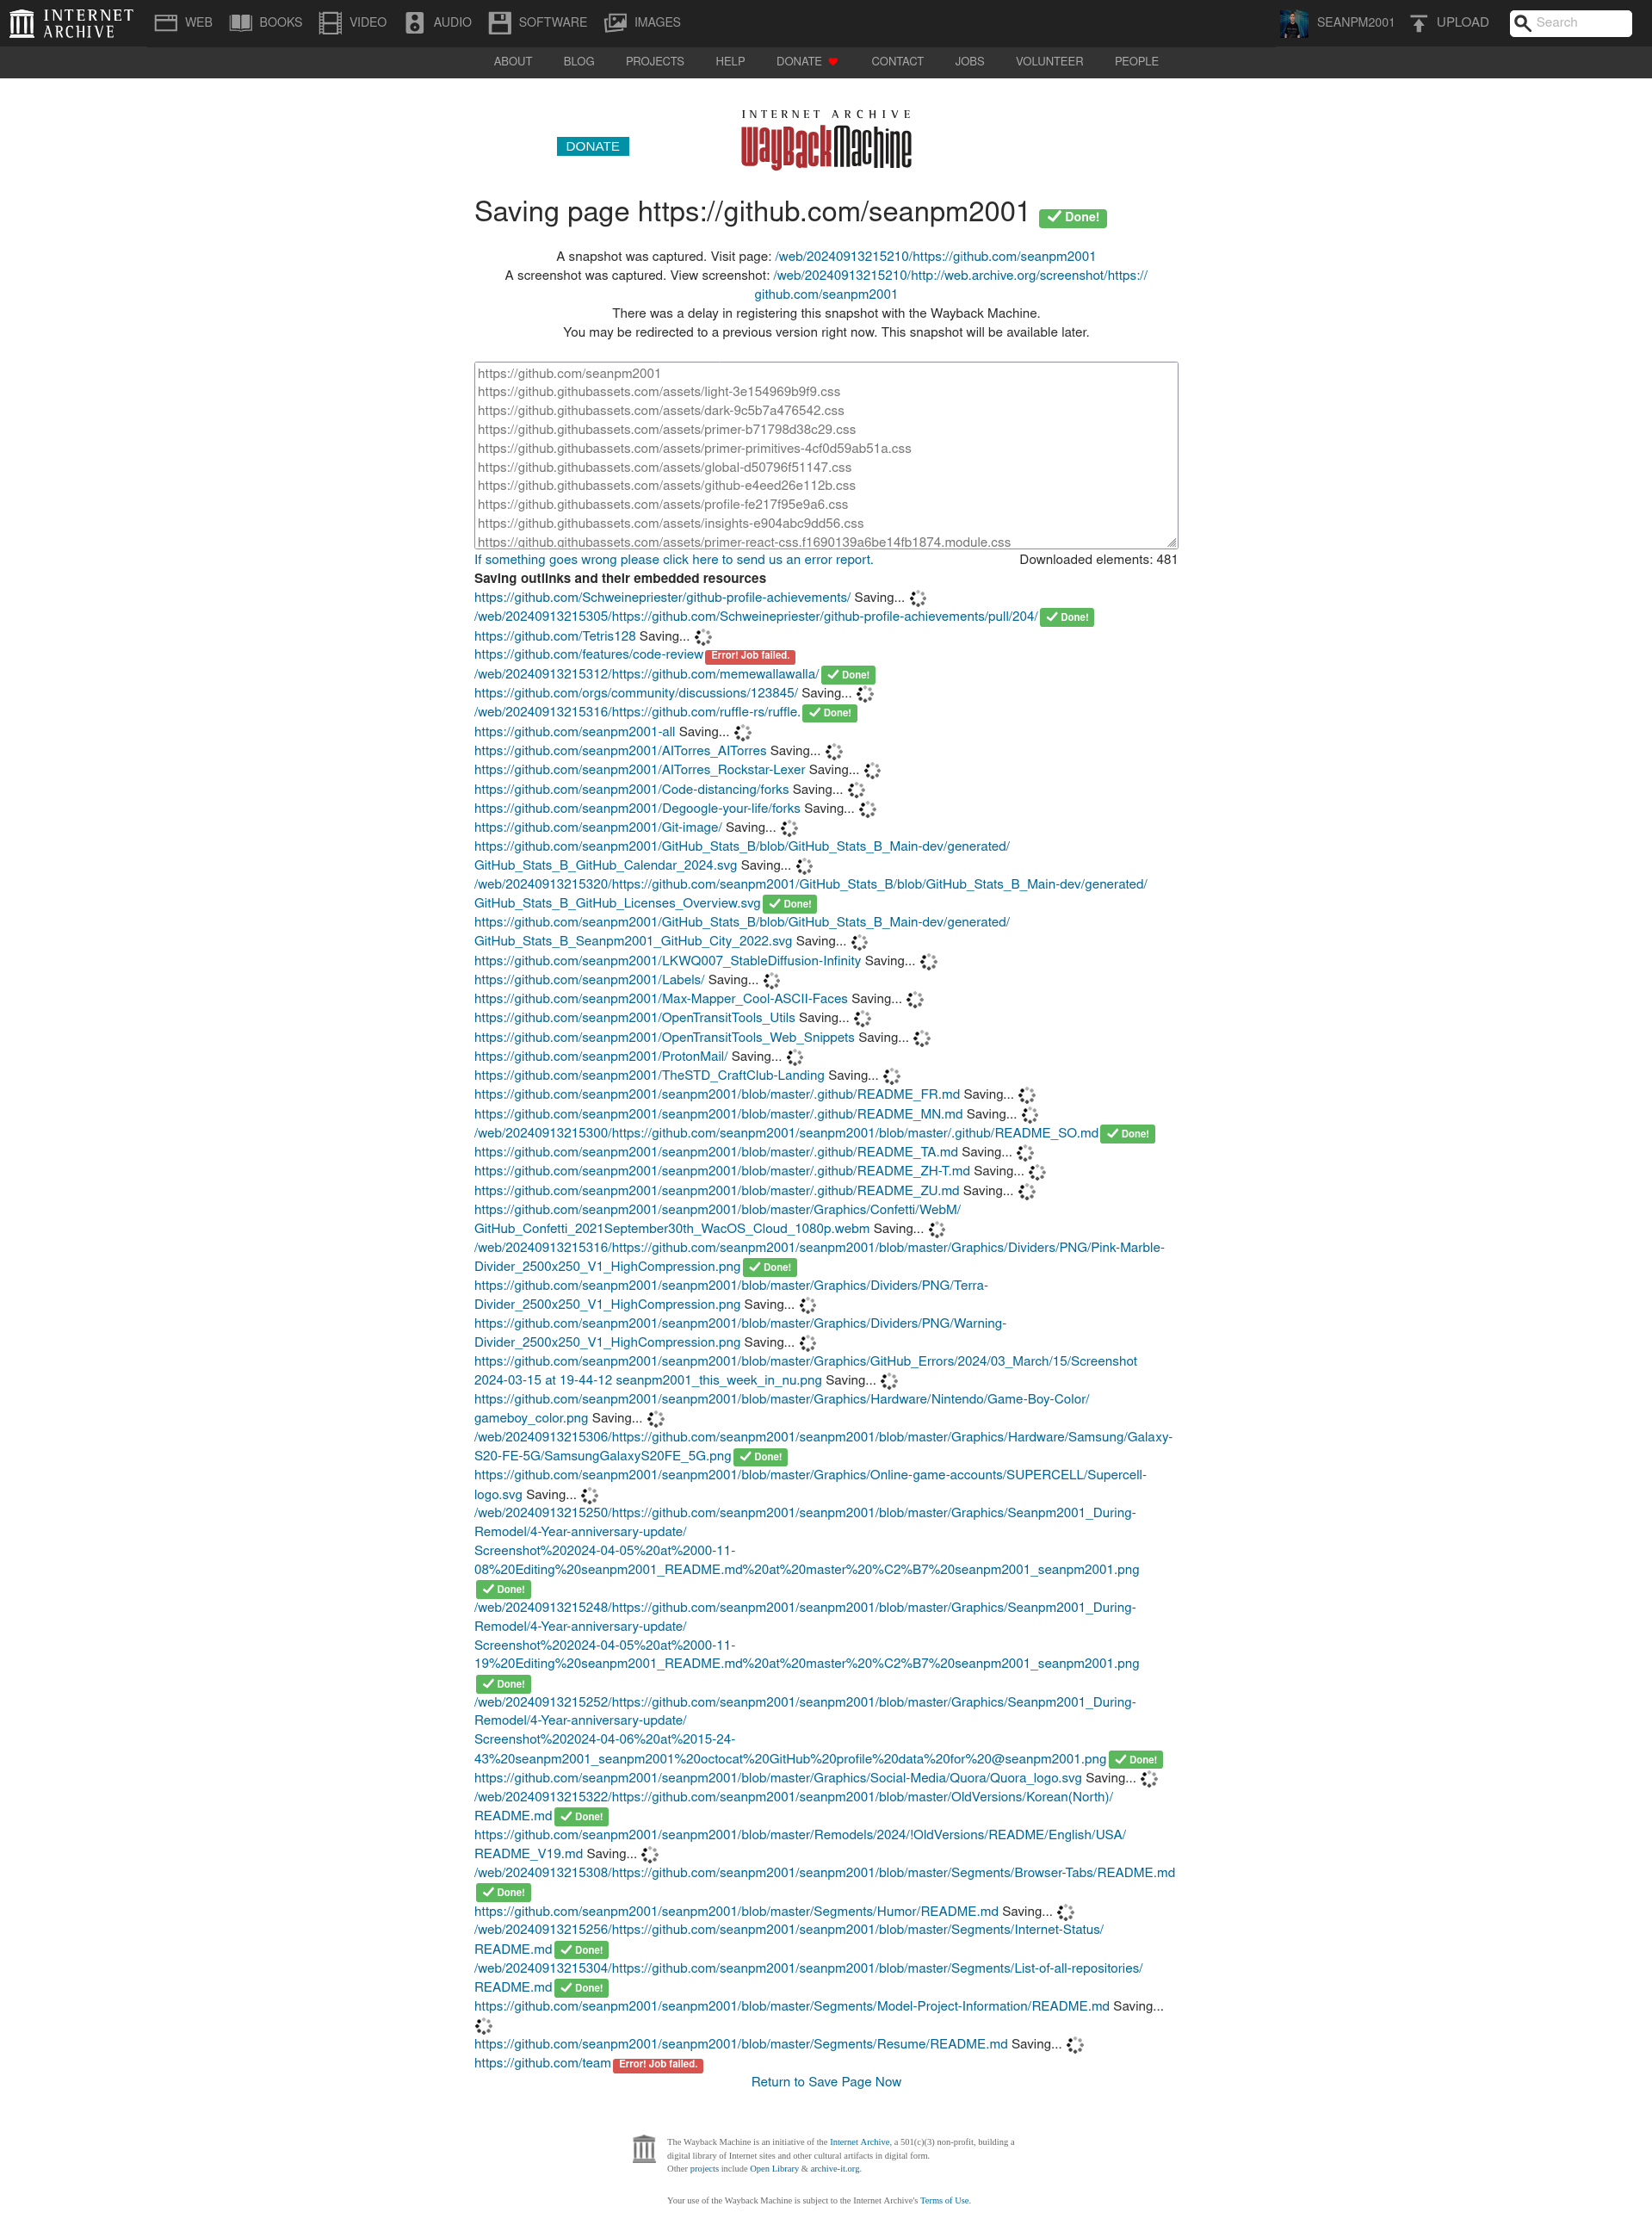 INTERNET
ARCHIVE
WEB BOOKS VIDEO AUDIO SOFTWARE IMAGES SEANPM2001 UPLOAD Search
ABOUT BLOG PROJECTS HELP DONATE CONTACT JOBS VOLUNTEER PEOPLE
INTERNET ARCHIVE
WayBackMachine
DONATE
Saving page https://github.com/seanpm2001 Done!
A snapshot was captured. Visit page: /web/20240913215210/https://github.com/seanpm2001
A screenshot was captured. View screenshot: /web/20240913215210/http://web.archive.org/screenshot/https://
github.com/seanpm2001
There was a delay in registering this snapshot with the Wayback Machine.
You may be redirected to a previous version right now. This snapshot will be available later.
https://github.com/seanpm2001
https://github.githubassets.com/assets/light-3e154969b9f9.css
https://github.githubassets.com/assets/dark-9c5b7a476542.css
https://github.githubassets.com/assets/primer-b71798d38c29.css
https://github.githubassets.com/assets/primer-primitives-4cf0d59ab51a.css
https://github.githubassets.com/assets/global-d50796f51147.css
https://github.githubassets.com/assets/github-e4eed26e112b.css
https://github.githubassets.com/assets/profile-fe217f95e9a6.css
https://github.githubassets.com/assets/insights-e904abc9dd56.css
https://github.githubassets.com/assets/primer-react-css.f1690139a6be14fb1874.module.css
If something goes wrong please click here to send us an error report. Downloaded elements: 481
Saving outlinks and their embedded resources
https://github.com/Schweinepriester/github-profile-achievements/ Saving...
/web/20240913215305/https://github.com/Schweinepriester/github-profile-achievements/pull/204/ Done!
https://github.com/Tetris128 Saving...
https://github.com/features/code-review Error! Job failed.
/web/20240913215312/https://github.com/memewallawalla/ Done!
https://github.com/orgs/community/discussions/123845/ Saving...
/web/20240913215316/https://github.com/ruffle-rs/ruffle. Done!
https://github.com/seanpm2001-all Saving...
https://github.com/seanpm2001/AlTorres_AlTorres Saving...
https://github.com/seanpm2001/AlTorres_Rockstar-Lexer Saving...
https://github.com/seanpm2001/Code-distancing/forks Saving...
https://github.com/seanpm2001/Degoogle-your-life/forks Saving...
https://github.com/seanpm2001/Git-image/ Saving...
https://github.com/seanpm2001/GitHub_Stats_B/blob/GitHub_Stats_B_Main-dev/generated/
GitHub_Stats_B_GitHub_Calendar_2024.svg Saving...
/web/20240913215320/https://github.com/seanpm2001/GitHub_Stats_B/blob/GitHub_Stats_B_Main-dev/generated/
GitHub_Stats_B_GitHub_Licenses_Overview.svg Done!
https://github.com/seanpm2001/GitHub_Stats_B/blob/GitHub_Stats_B_Main-dev/generated/
GitHub_Stats_B_Seanpm2001_GitHub_City_2022.svg Saving...
https://github.com/seanpm2001/LKWQ007_StableDiffusion-Infinity Saving...
https://github.com/seanpm2001/Labels/ Saving...
https://github.com/seanpm2001/Max-Mapper_Cool-ASCII-Faces Saving...
https://github.com/seanpm2001/OpenTransitTools_Utils Saving...
https://github.com/seanpm2001/OpenTransitTools_Web_Snippets Saving...
https://github.com/seanpm2001/ProtonMail/ Saving...
https://github.com/seanpm2001/TheSTD_CraftClub-Landing Saving...
https://github.com/seanpm2001/seanpm2001/blob/master/.github/README_FR.md Saving...
https://github.com/seanpm2001/seanpm2001/blob/master/.github/README_MN.md Saving...
/web/20240913215300/https://github.com/seanpm2001/seanpm2001/blob/master/.github/README_SO.md Done!
https://github.com/seanpm2001/seanpm2001/blob/master/.github/README_TA.md Saving...
https://github.com/seanpm2001/seanpm2001/blob/master/.github/README_ZH-T.md Saving...
https://github.com/seanpm2001/seanpm2001/blob/master/.github/README_ZU.md Saving...
https://github.com/seanpm2001/seanpm2001/blob/master/Graphics/Confetti/WebM/
GitHub_Confetti_2021September30th_WacOS_Cloud_1080p.webm Saving...
/web/20240913215316/https://github.com/seanpm2001/seanpm2001/blob/master/Graphics/Dividers/PNG/Pink-Marble-
Divider_2500x250_V1_HighCompression.png Done!
https://github.com/seanpm2001/seanpm2001/blob/master/Graphics/Dividers/PNG/Terra-
Divider_2500x250_V1_HighCompression.png Saving...
https://github.com/seanpm2001/seanpm2001/blob/master/Graphics/Dividers/PNG/Warning-
Divider_2500x250_V1_HighCompression.png Saving...
https://github.com/seanpm2001/seanpm2001/blob/master/Graphics/GitHub_Errors/2024/03_March/15/Screenshot
2024-03-15 at 19-44-12 seanpm2001_this_week_in_nu.png Saving...
https://github.com/seanpm2001/seanpm2001/blob/master/Graphics/Hardware/Nintendo/Game-Boy-Color/
gameboy_color.png Saving...
/web/20240913215306/https://github.com/seanpm2001/seanpm2001/blob/master/Graphics/Hardware/Samsung/Galaxy-
S20-FE-5G/SamsungGalaxyS20FE_5G.png Done!
https://github.com/seanpm2001/seanpm2001/blob/master/Graphics/Online-game-accounts/SUPERCELL/Supercell-
logo.svg Saving...
/web/20240913215250/https://github.com/seanpm2001/seanpm2001/blob/master/Graphics/Seanpm2001_During-
Remodel/4-Year-anniversary-update/
Screenshot%202024-04-05%20at%2000-11-
08%20Editing%20seanpm2001_README.md%20at%20master%20%C2%B7%20seanpm2001_seanpm2001.png
Done!
/web/20240913215248/https://github.com/seanpm2001/seanpm2001/blob/master/Graphics/Seanpm2001_During-
Remodel/4-Year-anniversary-update/
Screenshot%202024-04-05%20at%2000-11-
19%20Editing%20seanpm2001_README.md%20at%20master%20%C2%B7%20seanpm2001_seanpm2001.png
Done!
/web/20240913215252/https://github.com/seanpm2001/seanpm2001/blob/master/Graphics/Seanpm2001_During-
Remodel/4-Year-anniversary-update/
Screenshot%202024-04-06%20at%2015-24-
43%20seanpm2001_seanpm2001%20octocat%20GitHub%20profile%20data%20for%20@seanpm2001.png Done!
https://github.com/seanpm2001/seanpm2001/blob/master/Graphics/Social-Media/Quora/Quora_logo.svg Saving...
/web/20240913215322/https://github.com/seanpm2001/seanpm2001/blob/master/OldVersions/Korean(North)/
README.md Done!
https://github.com/seanpm2001/seanpm2001/blob/master/Remodels/2024/!OldVersions/README/English/USA/
README_V19.md Saving...
/web/20240913215308/https://github.com/seanpm2001/seanpm2001/blob/master/Segments/Browser-Tabs/README.md
Done!
https://github.com/seanpm2001/seanpm2001/blob/master/Segments/Humor/README.md Saving...
/web/20240913215256/https://github.com/seanpm2001/seanpm2001/blob/master/Segments/Internet-Status/
README.md Done!
/web/20240913215304/https://github.com/seanpm2001/seanpm2001/blob/master/Segments/List-of-all-repositories/
README.md Done!
https://github.com/seanpm2001/seanpm2001/blob/master/Segments/Model-Project-Information/README.md Saving...
https://github.com/seanpm2001/seanpm2001/blob/master/Segments/Resume/README.md Saving...
https://github.com/team Error! Job failed.
Return to Save Page Now
The Wayback Machine is an initiative of the Internet Archive, a 501(c)(3) non-profit, building a
digital library of Internet sites and other cultural artifacts in digital form.
Other projects include Open Library & archive-it.org.
Your use of the Wayback Machine is subject to the Internet Archive's Terms of Use.